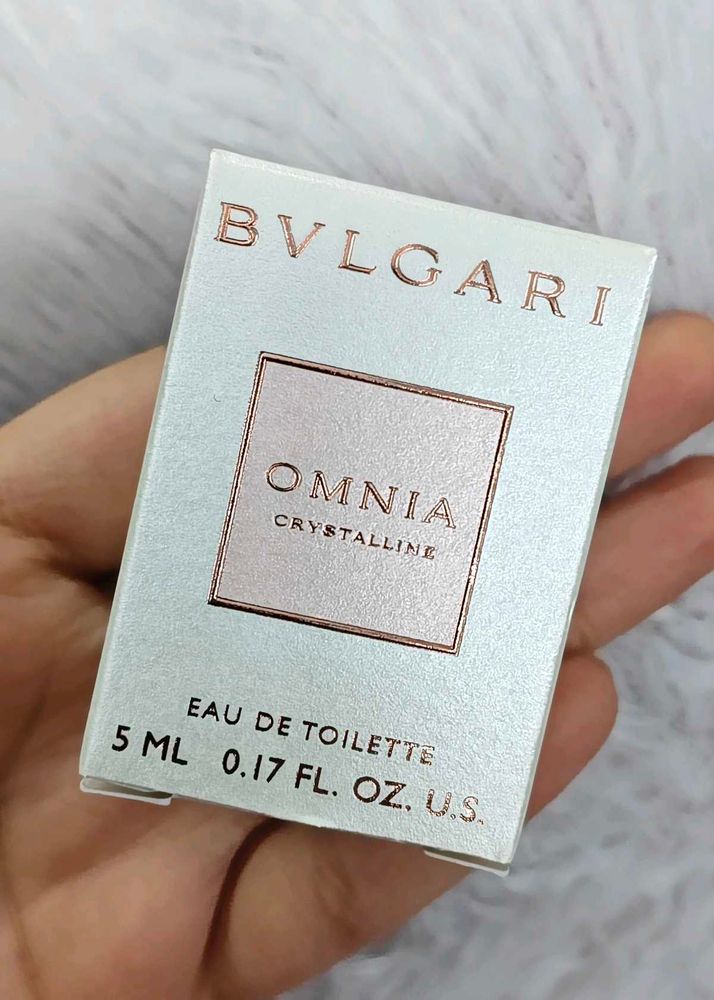 BVLGARI
OMNIA
CRYSTALLINE
EAU DE TOILETTE
5 ML 0.17 FL. OZ. U.S.